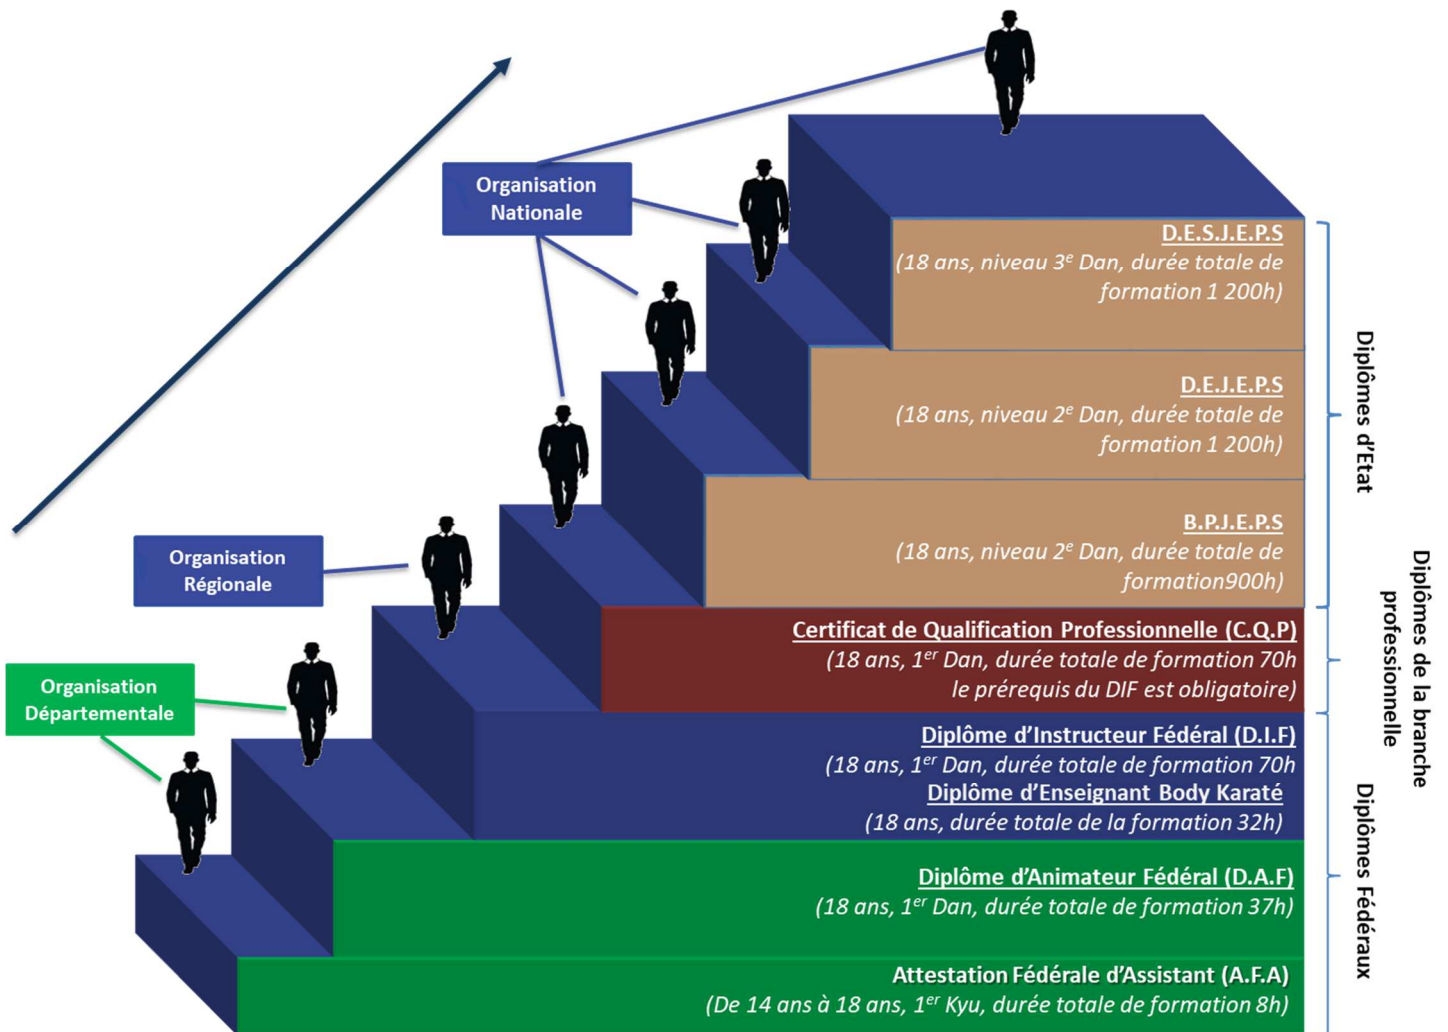 Organisation
Nationale
D.E.S.J.E.P.S
(18 ans, niveau 3e Dan, durée totale de
formation 1 200h)
D.E.J.E.P.S
(18 ans, niveau 2e Dan, durée totale de
formation 1 200h)
B.P.J.E.P.S
(18 ans, niveau 2e Dan, durée totale de
formation900h)
Diplômes d’Etat
Organisation
Régionale
Certificat de Qualification Professionnelle (C.Q.P)
(18 ans, 1er Dan, durée totale de formation 70h
le prérequis du DIF est obligatoire)
Diplômes de la branche
professionnelle
Organisation
Départementale
Diplôme d’Instructeur Fédéral (D.I.F)
(18 ans, 1er Dan, durée totale de formation 70h
Diplôme d’Enseignant Body Karaté
(18 ans, durée totale de la formation 32h)
Diplôme d’Animateur Fédéral (D.A.F)
(18 ans, 1er Dan, durée totale de formation 37h)
Attestation Fédérale d’Assistant (A.F.A)
(De 14 ans à 18 ans, 1er Kyu, durée totale de formation 8h)
Diplômes Fédéraux